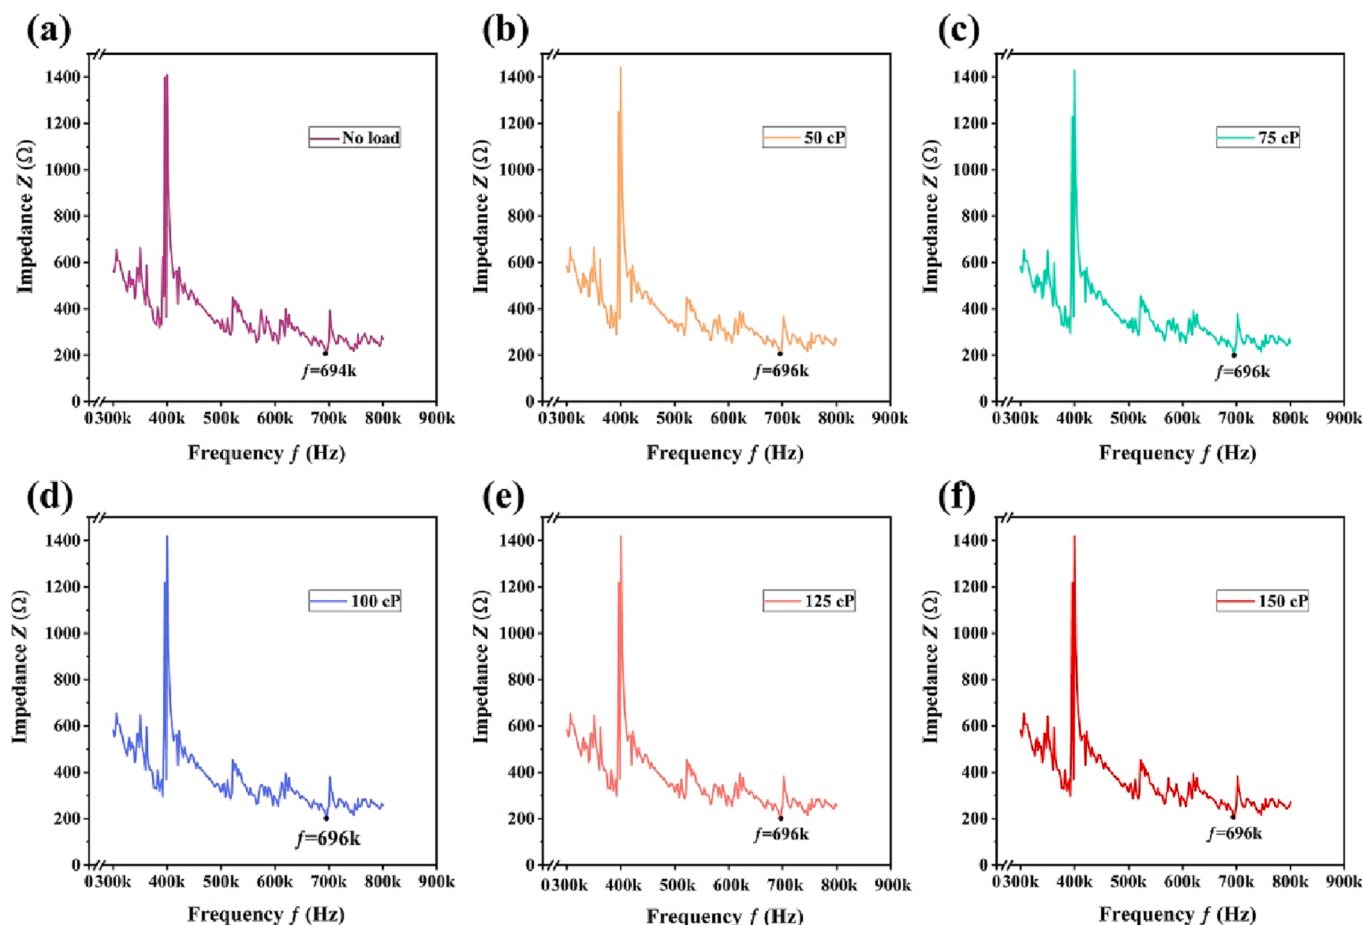 (a)
Impedance Z (Ω)
1400
1200
1000
800
600
400
200
0
No load
f=694k
0300k 400k 500k 600k 700k 800k 900k
Frequency f (Hz)
(b)
Impedance Z (Ω)
1400
1200
1000
800
600
400
200
0
50 cP
f=696k
0300k 400k 500k 600k 700k 800k 900k
Frequency f (Hz)
(c)
Impedance Z (Ω)
1400
1200
1000
800
600
400
200
0
75 cP
f=696k
0300k 400k 500k 600k 700k 800k 900k
Frequency f (Hz)
(d)
Impedance Z (Ω)
1400
1200
1000
800
600
400
200
0
100 cP
f=696k
0300k 400k 500k 600k 700k 800k 900k
Frequency f (Hz)
(e)
Impedance Z (Ω)
1400
1200
1000
800
600
400
200
0
125 cP
f=696k
0300k 400k 500k 600k 700k 800k 900k
Frequency f (Hz)
(f)
Impedance Z (Ω)
1400
1200
1000
800
600
400
200
0
150 cP
f=696k
0300k 400k 500k 600k 700k 800k 900k
Frequency f (Hz)